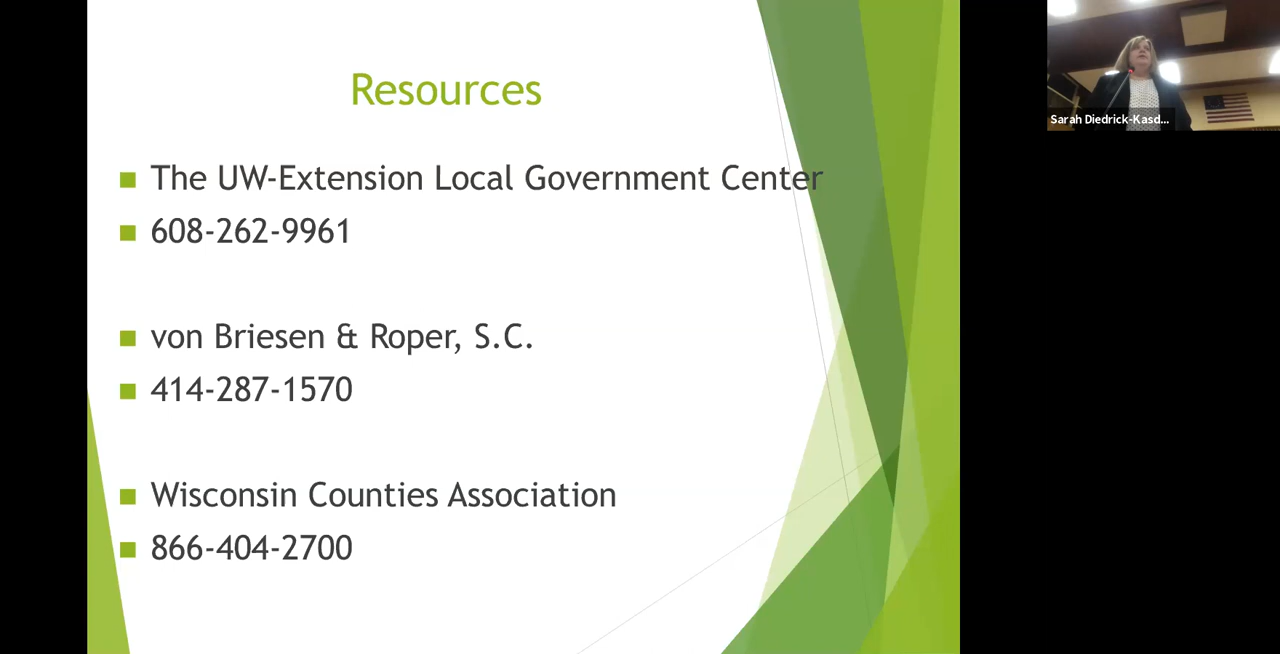 Resources
The UW-Extension Local Government Center
608-262-9961
von Briesen & Roper, S.C.
414-287-1570
Wisconsin Counties Association
866-404-2700
Sarah Diedrick-Kasd...